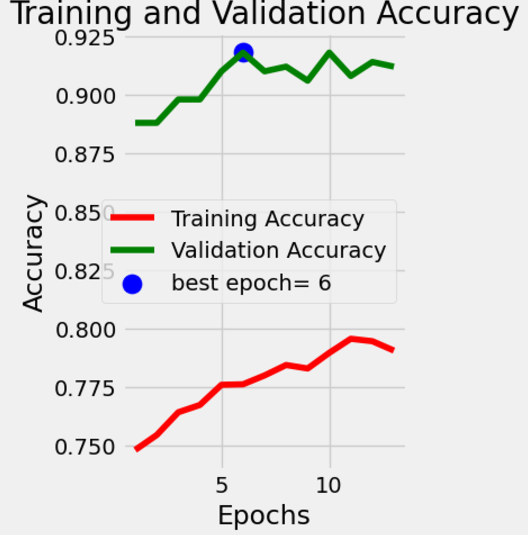 Training and Validation Accuracy
0.925
0.900
0.875
0.850
0.825
0.800
0.775
0.750
Accuracy
Training Accuracy
Validation Accuracy
best epoch= 6
5 10
Epochs